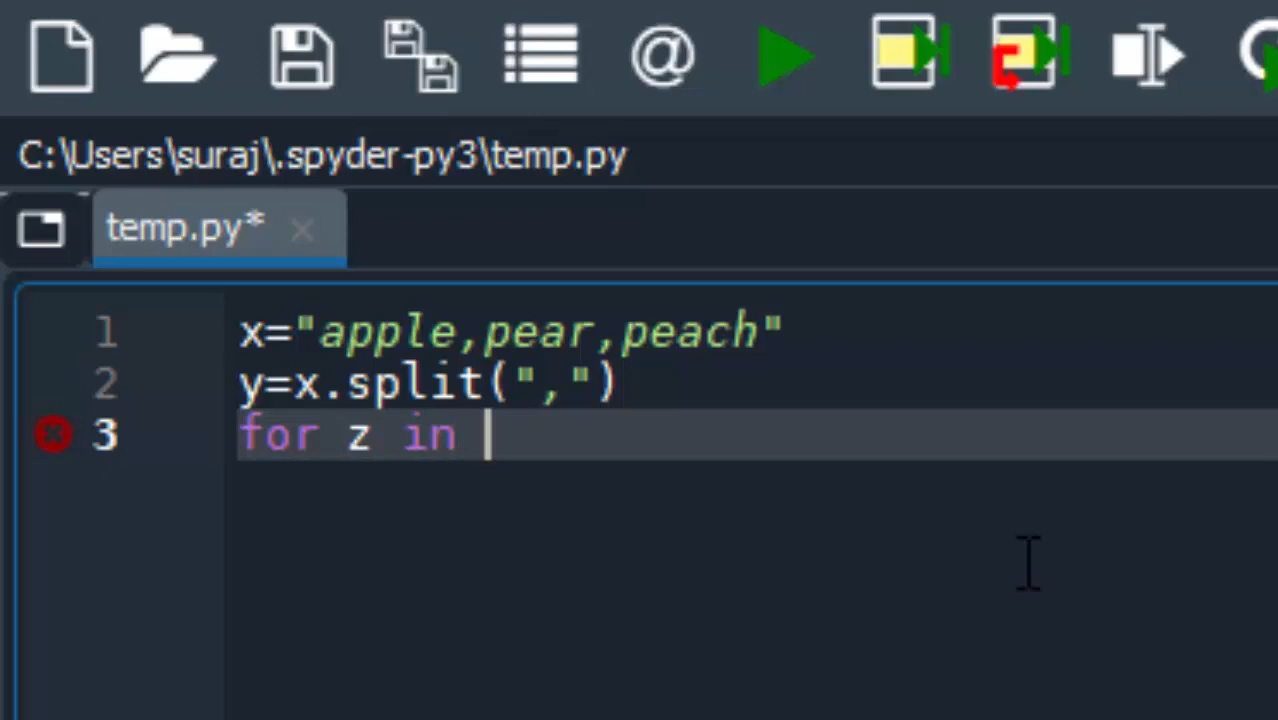 @
C:\Users\suraj\.spyder-py3\temp.py
temp.py*
1 x="apple,pear,peach"
2 y=x.split(",")
3 for z in